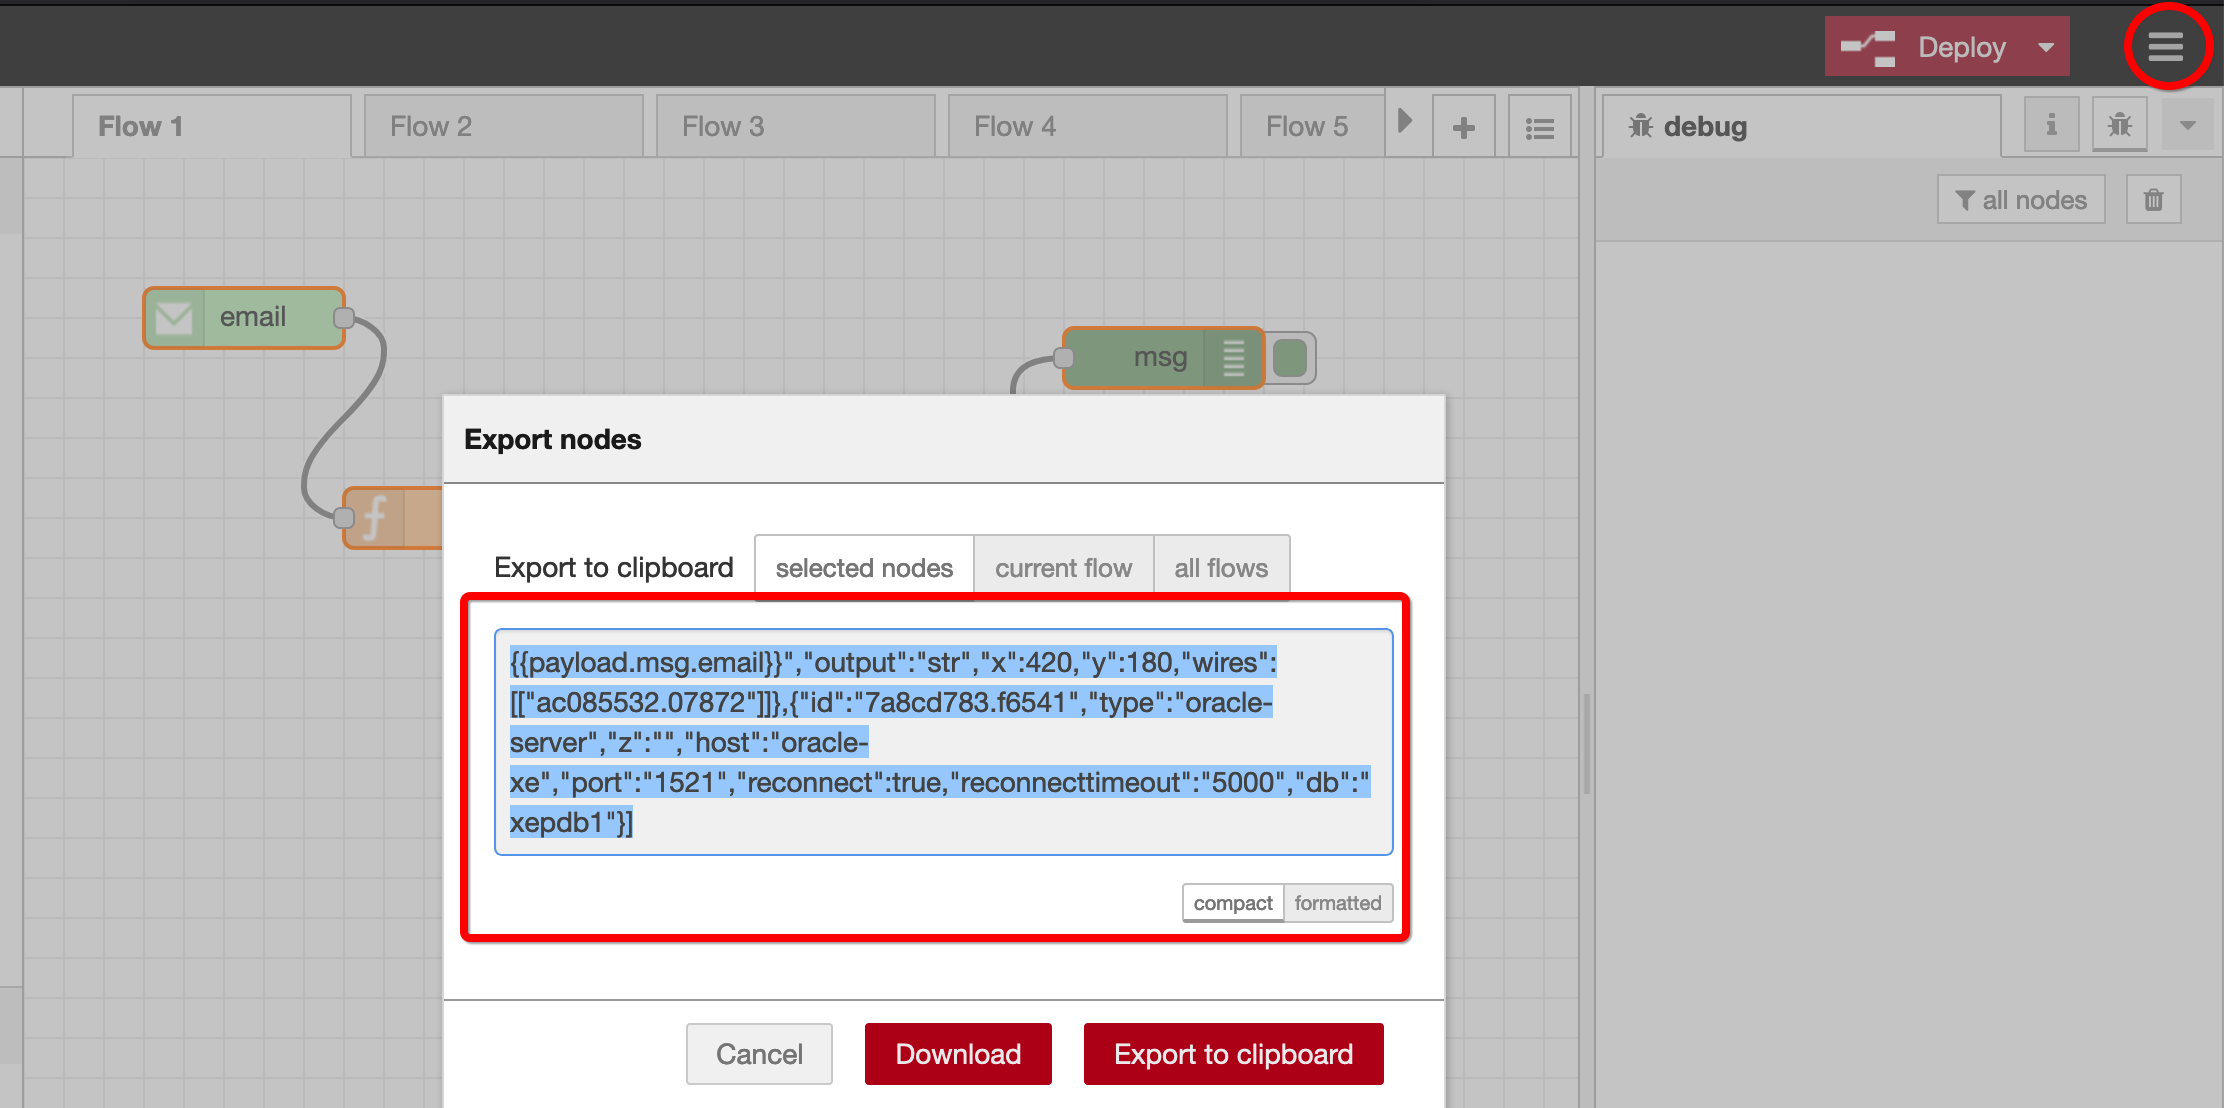 Deploy
Flow 1
Flow 2
Flow 3
Flow 4
Flow 5
debug
all nodes
email
msg
Export nodes
Export to clipboard
selected nodes
current flow
all flows
{{payload.msg.email}}","output":"str","x":420,"y":180,"wires":
[["ac085532.07872"]]},{"id":"7a8cd783.f6541","type":"oracle-
server","z":"","host":"oracle-
xe","port":"1521","reconnect":true,"reconnecttimeout":"5000","db":"
xepdb1"}]
compact
formatted
Cancel
Download
Export to clipboard